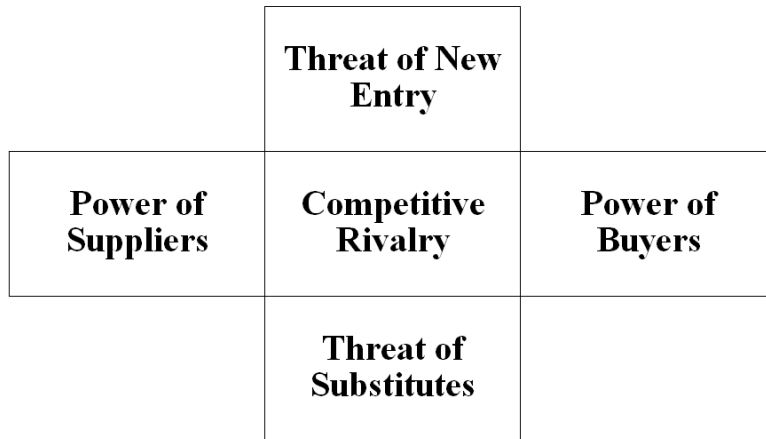 Threat of New
Entry
Power of
Suppliers
Competitive
Rivalry
Power of
Buyers
Threat of
Substitutes